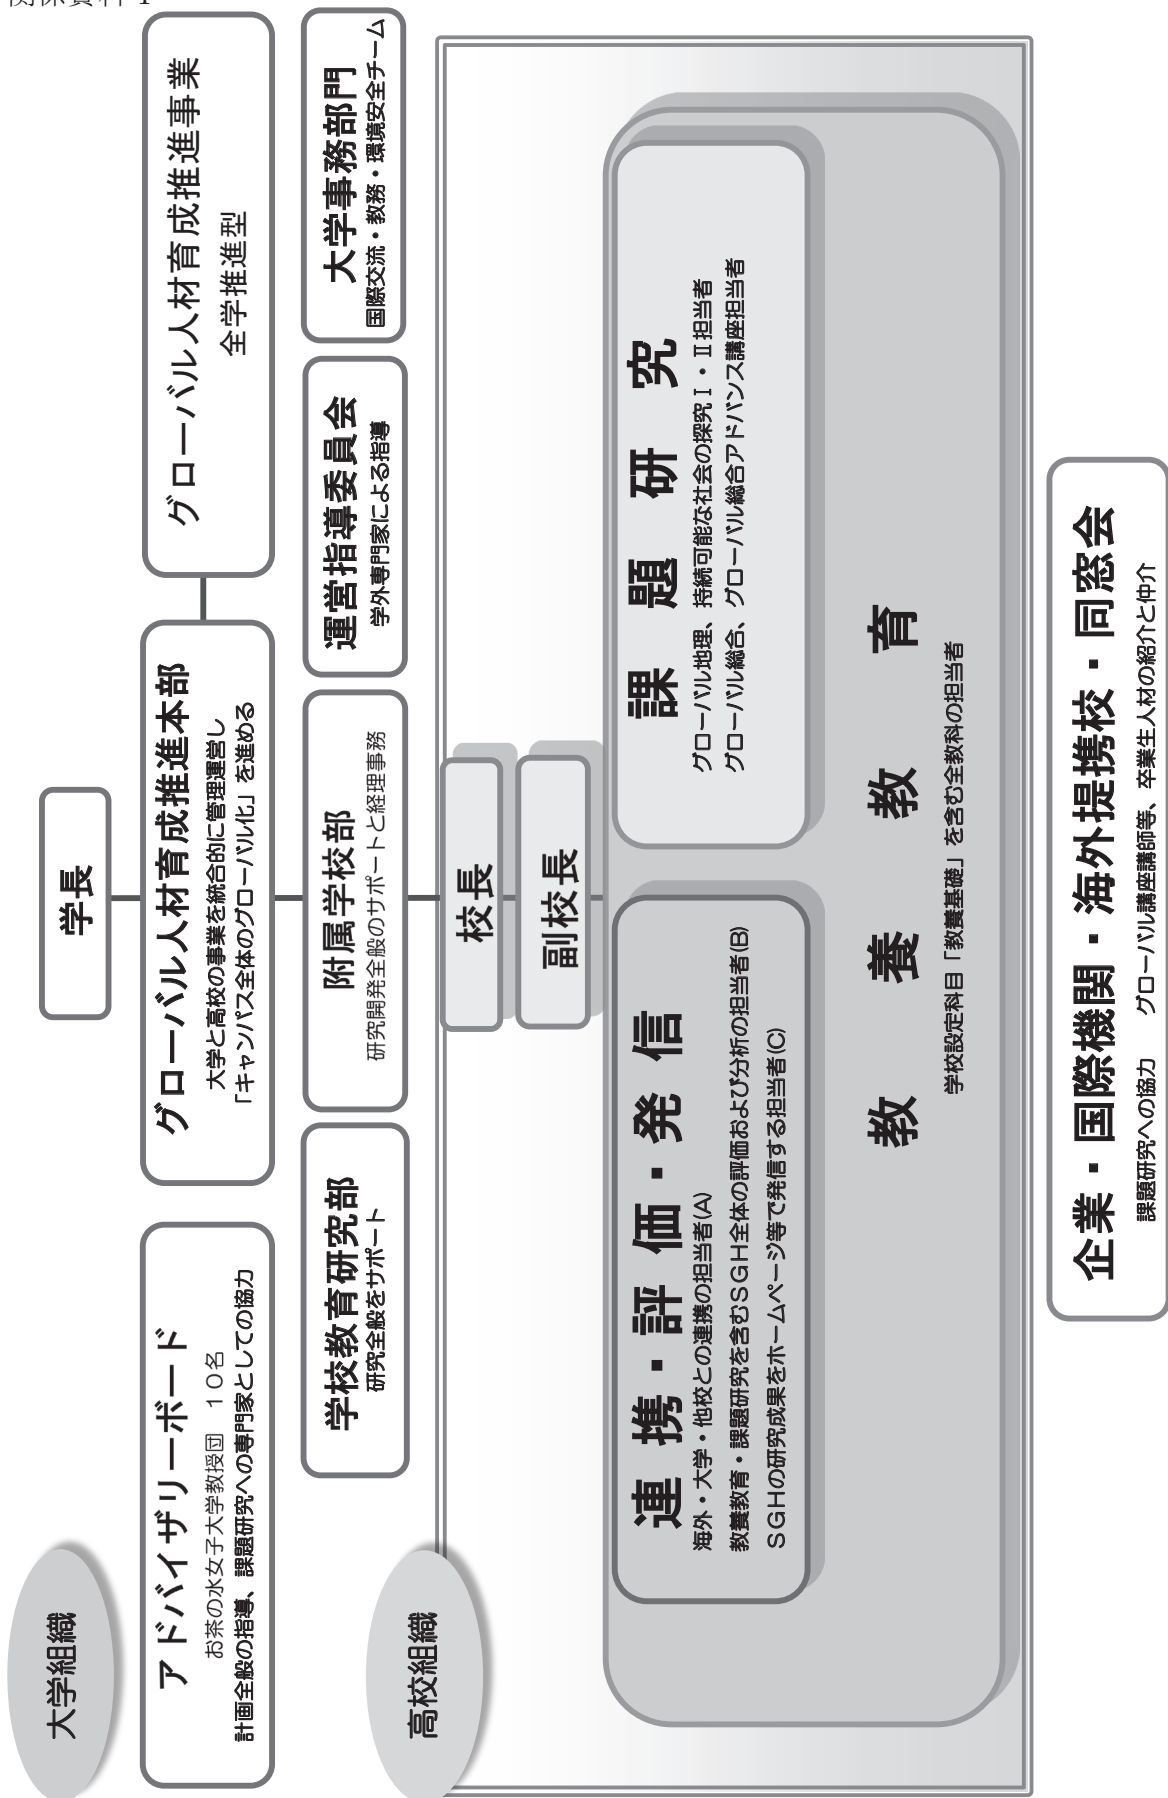 大学組織
学長
アドバイザリーボード
お茶の水女子大学教授団　１０名
計画全般の指導、課題研究への専門家としての協力
グローバル人材育成推進本部
大学と高校の事業を統合的に管理運営し
「キャンパス全体のグローバル化」を進める
グローバル人材育成推進事業
全学推進型
学校教育研究部
研究全般をサポート
附属学校部
研究開発全般のサポートと経理事務
運営指導委員会
学外専門家による指導
大学事務部門
国際交流・教務・環境安全チーム
高校組織
校長
副校長
連携・評価・発信
海外・大学・他校との連携の担当者(A)
教養教育・課題研究を含むＳＧＨ全体の評価および分析の担当者(B)
ＳＧＨの研究成果をホームページ等で発信する担当者(C)
課題研究
グローバル地理、持続可能な社会の探究Ⅰ・Ⅱ担当者
グローバル総合、グローバル総合アドバンス講座担当者
教養教育
学校設定科目「教養基礎」を含む全教科の担当者
企業・国際機関・海外提携校・同窓会
課題研究への協力　グローバル講座講師等、卒業生人材の紹介と仲介